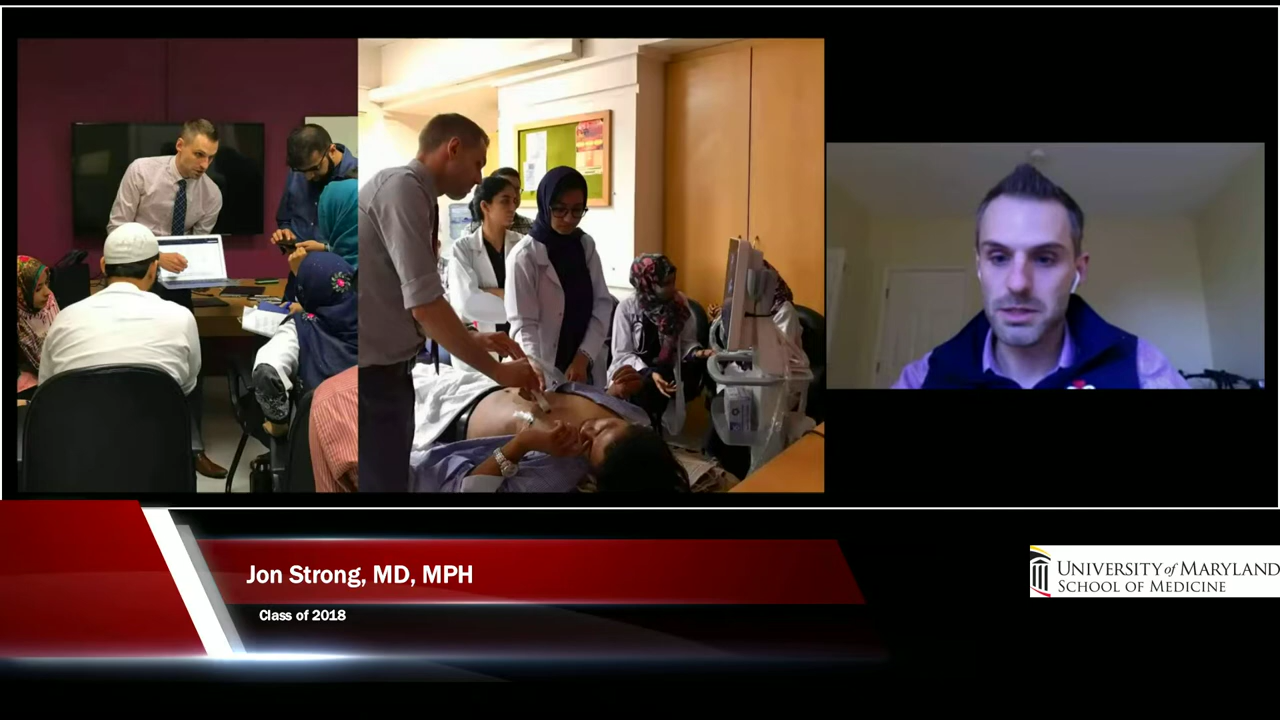 Jon Strong, MD, MPH
Class of 2018
UNIVERSITY of MARYLAND
SCHOOL OF MEDICINE